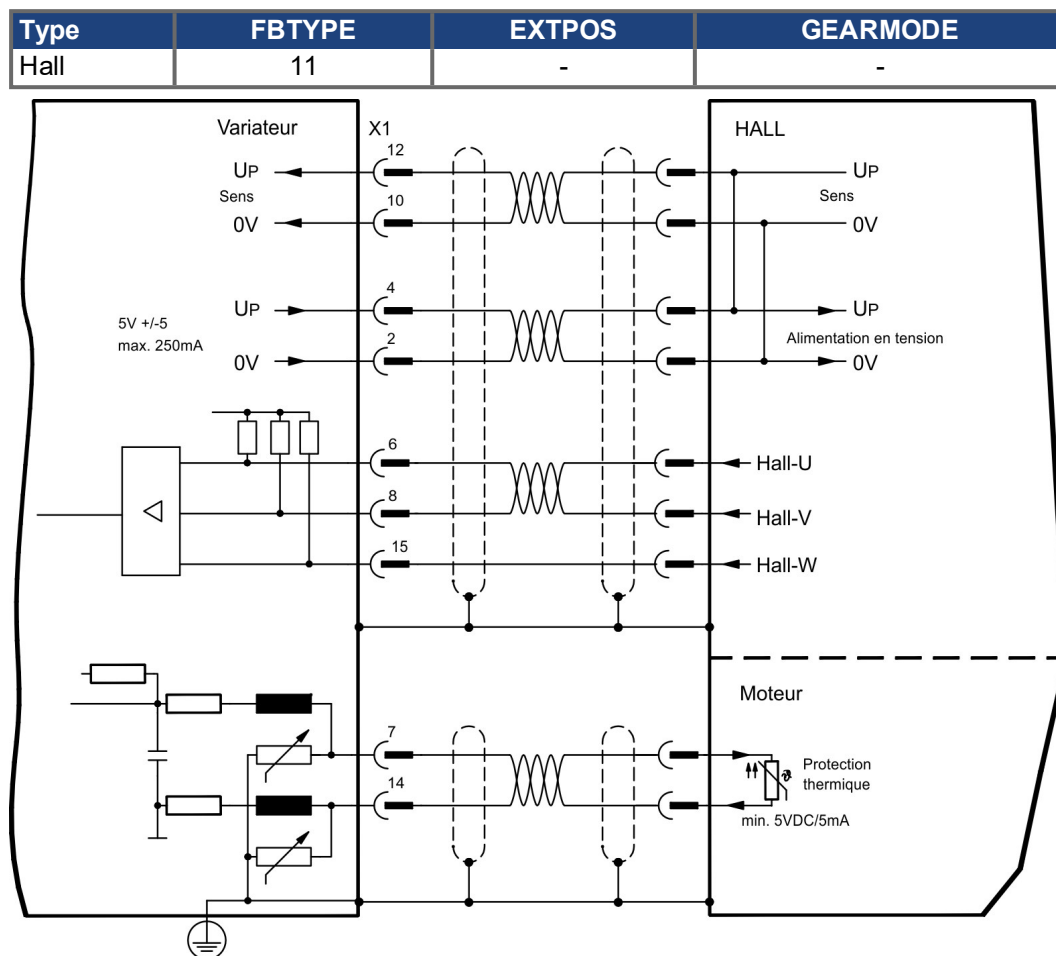 Type FBTYPE EXTPOS GEARMODE
Hall 11 - -
Variateur X1 HALL
12
UP UP
Sens Sens
10
0V 0V
4
UP UP
5V +/-5
max. 250mA
Alimentation en tension
2
0V 0V
6
Hall-U
8
Hall-V
15
Hall-W
Moteur
7
Protection
thermique
14
ϑ
min. 5VDC/5mA